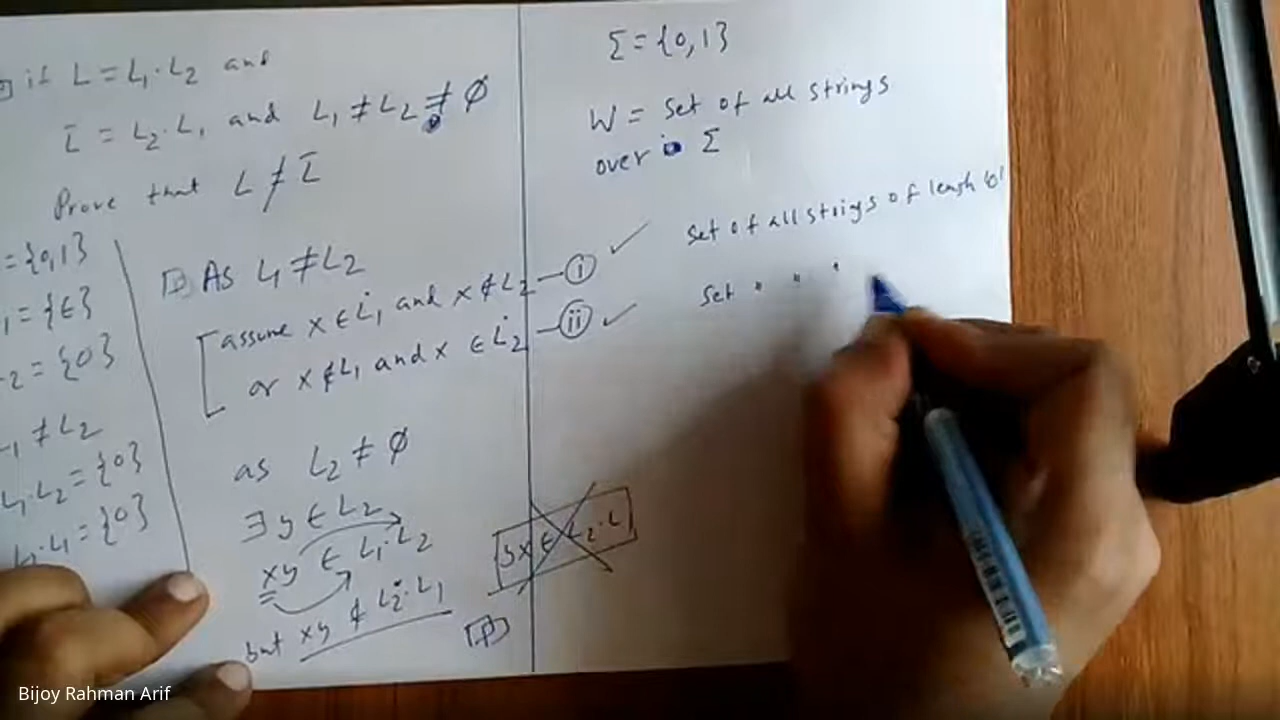 if L = L₁·L₂ and
L̅ = L₂·L₁ and L₁ ≠ L₂ ≠ ∅
Prove that L ≠ L̅
= {0,1}
₁ = {ϵ}
₂ = {0}
L₁ ≠ L₂
L₁·L₂ = {0}
L₂·L₁ = {0}
As L₁ ≠ L₂
assume x ∈ L₁ and x ∉ L₂ — (i) ✓
or x ∉ L₁ and x ∈ L₂ — (ii) ✓
as L₂ ≠ ∅
∃ y ∈ L₂
xy ∈ L₁·L₂
but xy ∉ L₂·L₁
yx ∈ L₂·L₁
Σ = {0,1}
W = set of all strings
over Σ
set of all strings of length '0'
set " " "
Bijoy Rahman Arif